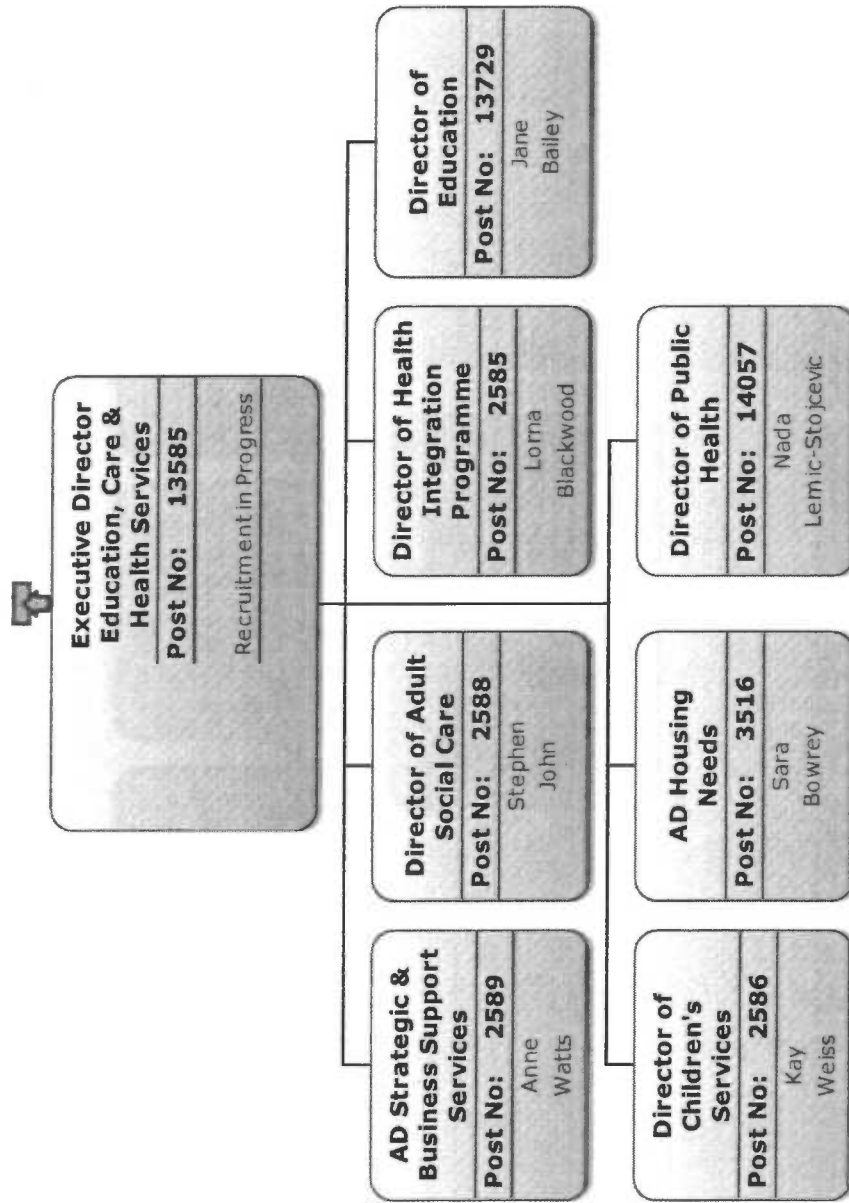 Executive Director
Education, Care &
Health Services
Post No: 13585
Recruitment in Progress
AD Strategic &
Business Support
Services
Post No: 2589
Anne
Watts
Director of Adult
Social Care
Post No: 2588
Stephen
John
Director of Health
Integration
Programme
Post No: 2585
Lorna
Blackwood
Director of
Education
Post No: 13729
Jane
Bailey
Director of
Children's
Services
Post No: 2586
Kay
Weiss
AD Housing
Needs
Post No: 3516
Sara
Bowrey
Director of Public
Health
Post No: 14057
Nada
Lemic-Stojcevic